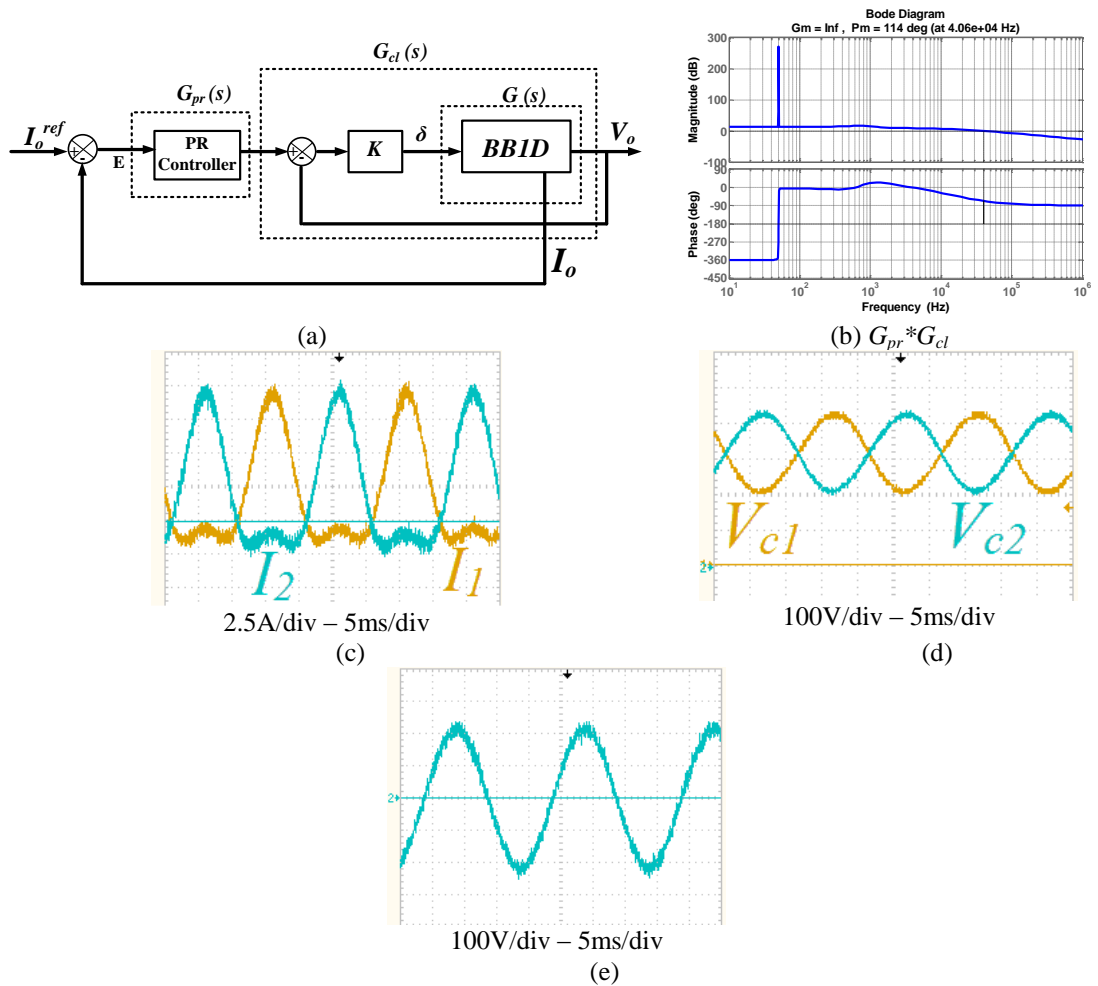 G_cl (s)
G_pr (s)
G (s)
I_o^ref
+
-
E
PR
Controller
+
-
K
δ
BB1D
V_o
I_o
(a)
Bode Diagram
Gm = Inf , Pm = 114 deg (at 4.06e+04 Hz)
Magnitude (dB)
300
200
100
0
-100
Phase (deg)
90
0
-90
-180
-270
-360
-450
10^1 10^2 10^3 10^4 10^5 10^6
Frequency (Hz)
(b) G_pr*G_cl
I_2 I_1
2.5A/div – 5ms/div
(c)
V_c1 V_c2
2
100V/div – 5ms/div
(d)
2
100V/div – 5ms/div
(e)